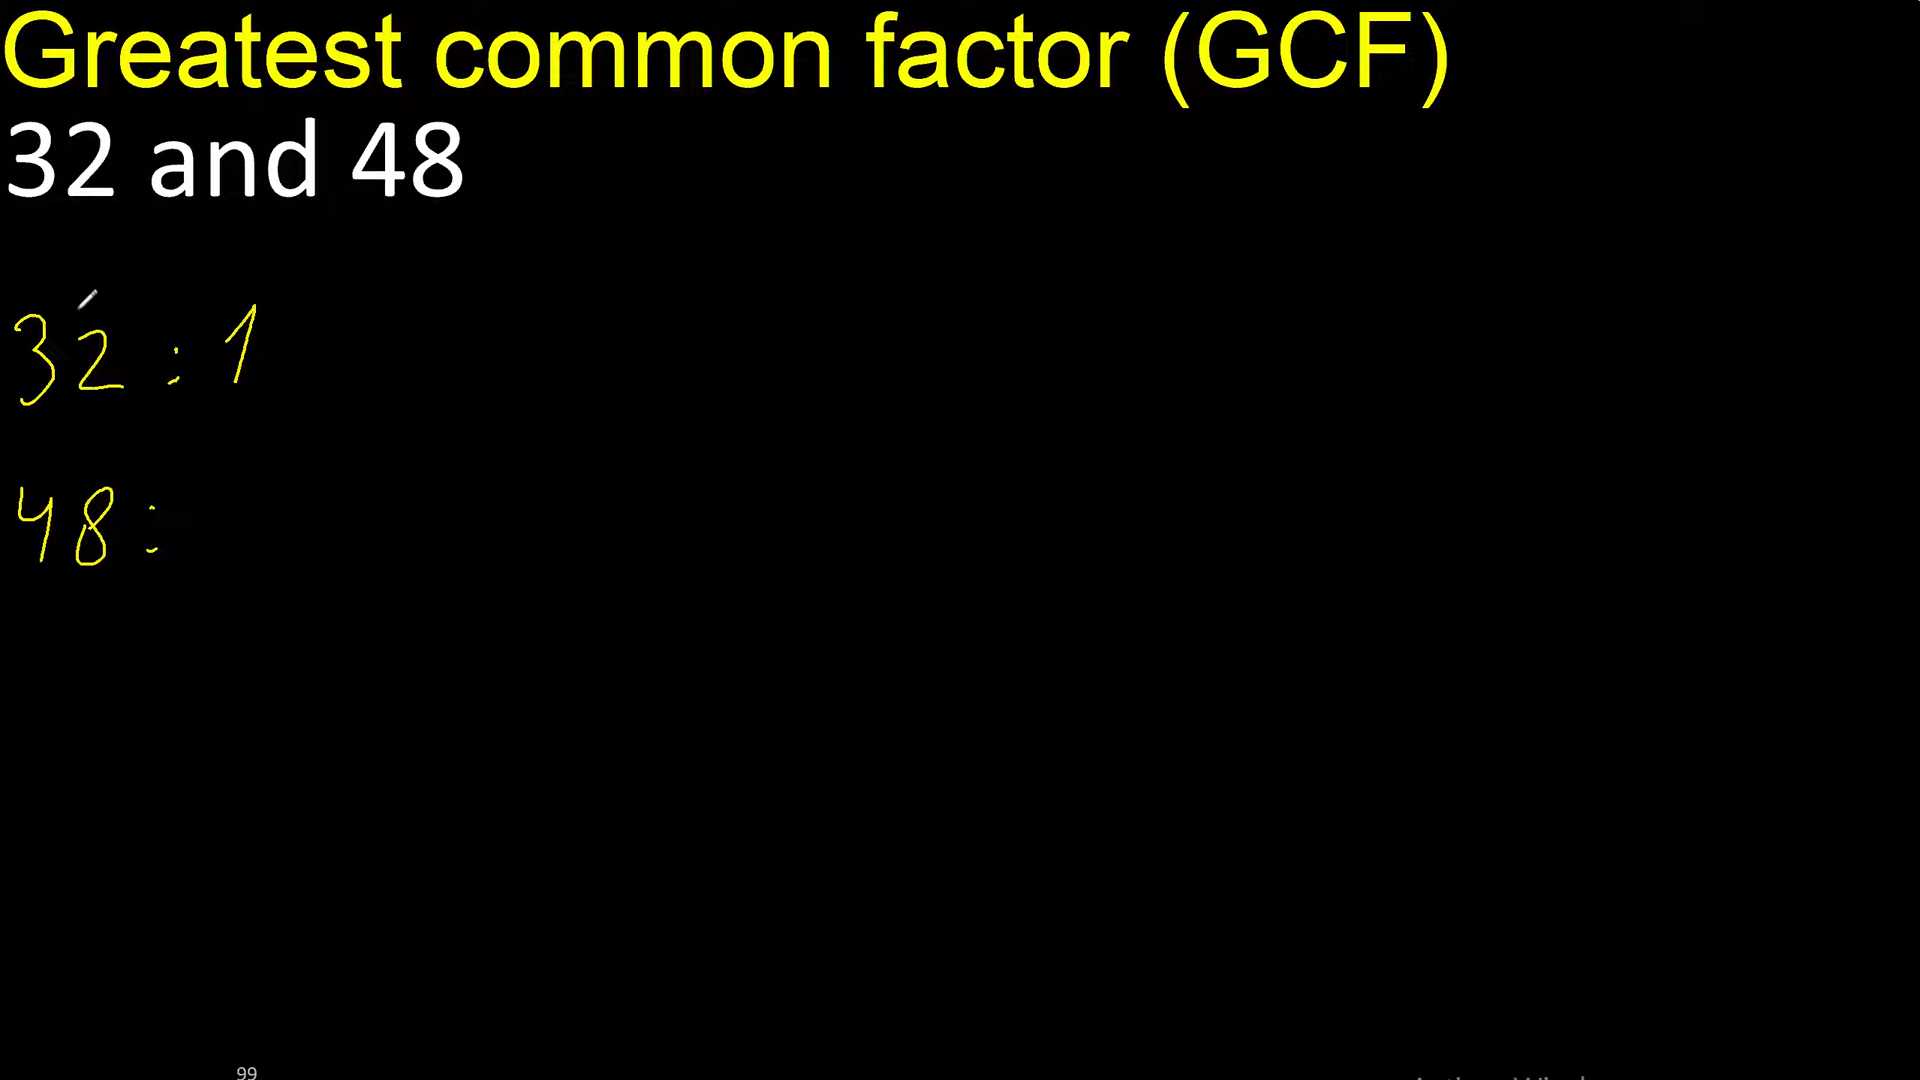 Greatest common factor (GCF)
32 and 48
32 : 1
48 :
99